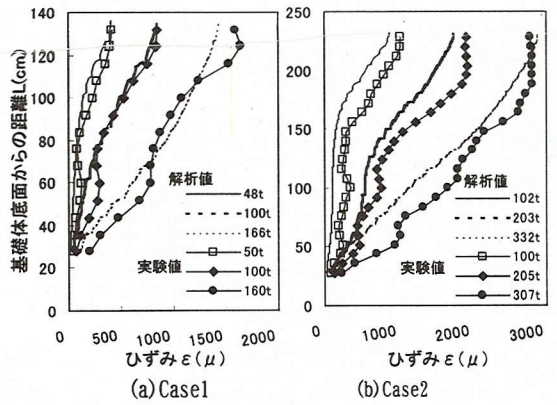 基礎体底面からの距離L(cm)
140
120
100
80
60
40
20
0
解析値
48t
100t
166t
50t
実験値
100t
160t
0
500
1000
1500
2000
ひずみε(μ)
(a)Case1
250
200
150
100
50
0
解析値
102t
203t
332t
100t
実験値
205t
307t
0
1000
2000
3000
ひずみε(μ)
(b)Case2